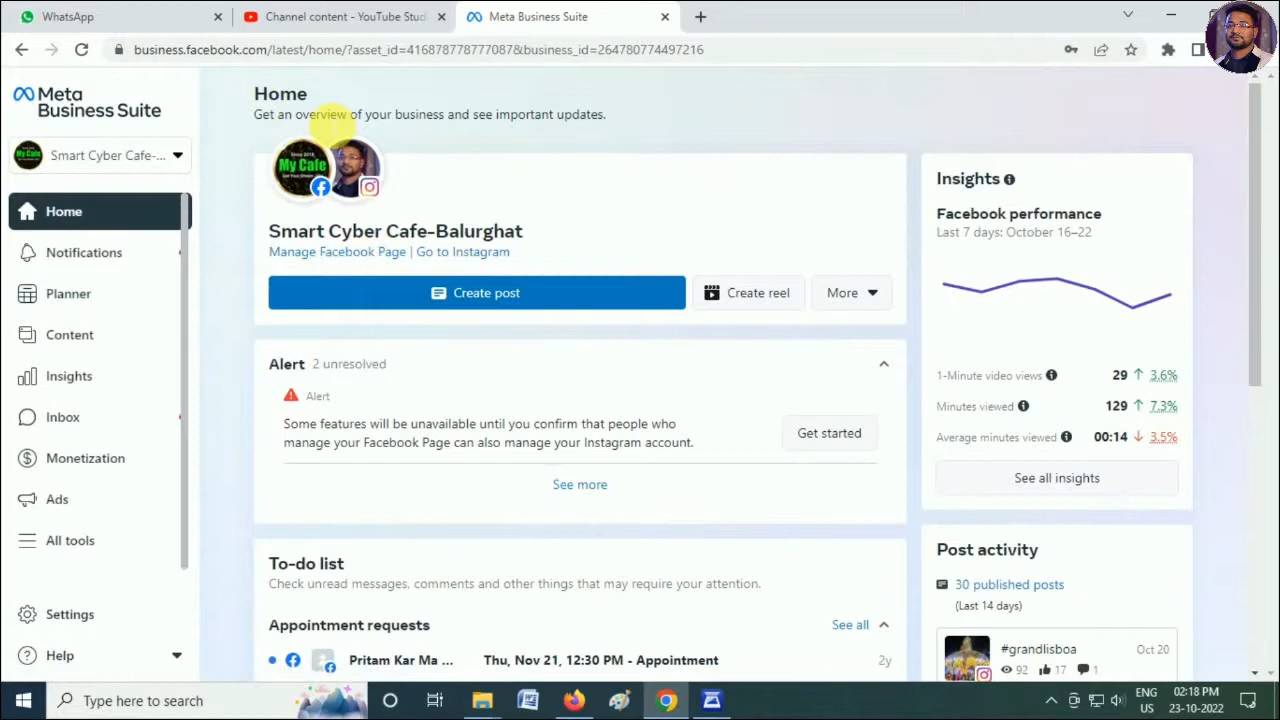 WhatsApp
Channel content - YouTube Stud
Meta Business Suite
business.facebook.com/latest/home/?asset_id=416878778777087&business_id=264780774497216
Meta
Business Suite
Smart Cyber Cafe-...
Home
Notifications
Planner
Content
Insights
Inbox
Monetization
Ads
All tools
Settings
Help
Home
Get an overview of your business and see important updates.
Since 2018
My Cafe
Smart Cyber Cafe-Balurghat
Manage Facebook Page | Go to Instagram
Create post
Create reel
More
Alert 2 unresolved
Alert
Some features will be unavailable until you confirm that people who
manage your Facebook Page can also manage your Instagram account.
Get started
See more
To-do list
Check unread messages, comments and other things that may require your attention.
Appointment requests
See all
Pritam Kar Ma ... Thu, Nov 21, 12:30 PM - Appointment 2y
Insights
Facebook performance
Last 7 days: October 16–22
1-Minute video views 29 ↑ 3.6%
Minutes viewed 129 ↑ 7.3%
Average minutes viewed 00:14 ↓ 3.5%
See all insights
Post activity
30 published posts
(Last 14 days)
#grandlisboa Oct 20
92 17 1
Type here to search
ENG
US
02:18 PM
23-10-2022